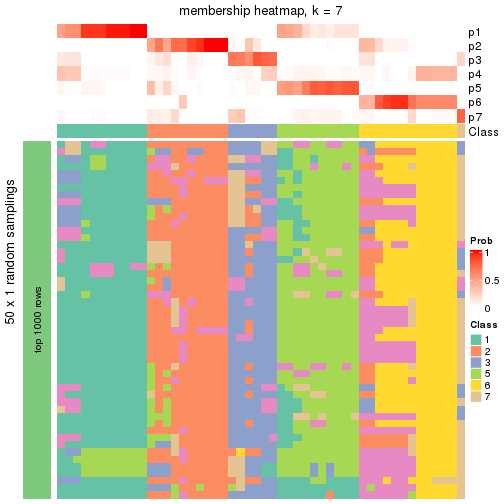 membership heatmap, k = 7
p1
p2
p3
p4
p5
p6
p7
Class
50 x 1 random samplings
top 1000 rows
Prob
1
0.5
0
Class
1
2
3
5
6
7